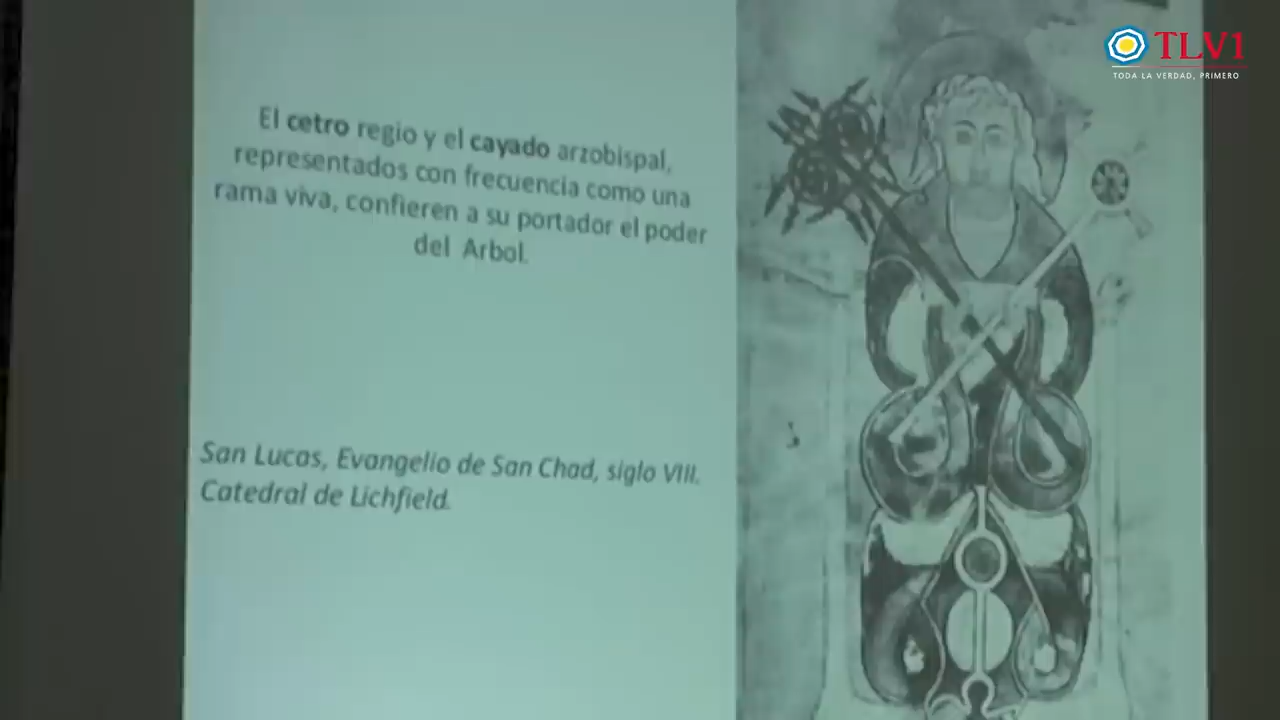 TLV1
TODA LA VERDAD, PRIMERO
El cetro regio y el cayado arzobispal,
representados con frecuencia como una
rama viva, confieren a su portador el poder
del Arbol.
San Lucas, Evangelio de San Chad, siglo VIII.
Catedral de Lichfield.